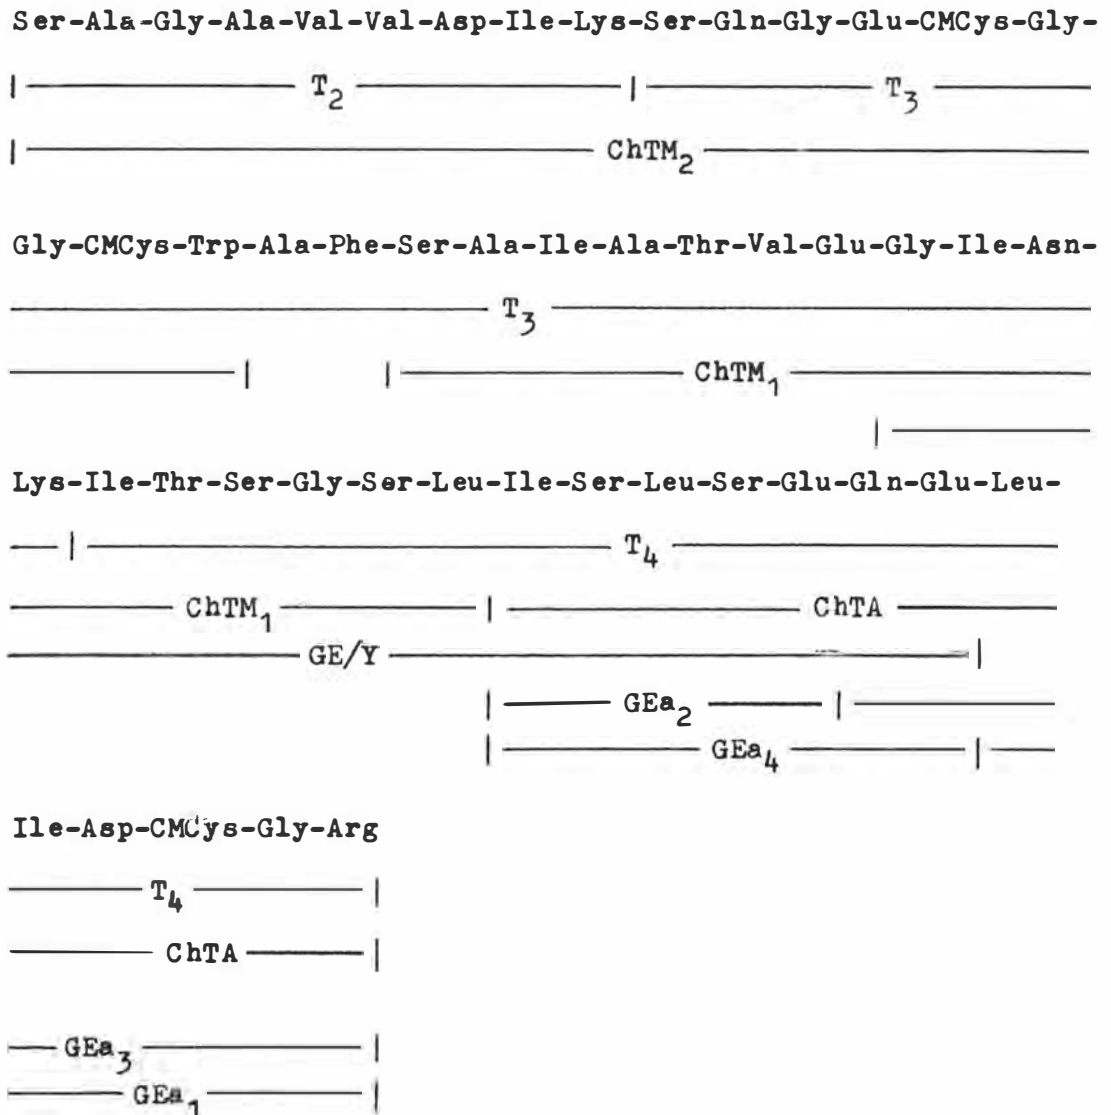 Ser-Ala-Gly-Ala-Val-Val-Asp-Ile-Lys-Ser-Gln-Gly-Glu-CMCys-Gly-
T₂ T₃
ChTM₂
Gly-CMCys-Trp-Ala-Phe-Ser-Ala-Ile-Ala-Thr-Val-Glu-Gly-Ile-Asn-
T₃
ChTM₁
Lys-Ile-Thr-Ser-Gly-Ser-Leu-Ile-Ser-Leu-Ser-Glu-Gln-Glu-Leu-
T₄
ChTM₁ ChTA
GE/Y
GEa₂
GEa₄
Ile-Asp-CMCys-Gly-Arg
T₄
ChTA
GEa₃
GEa₁